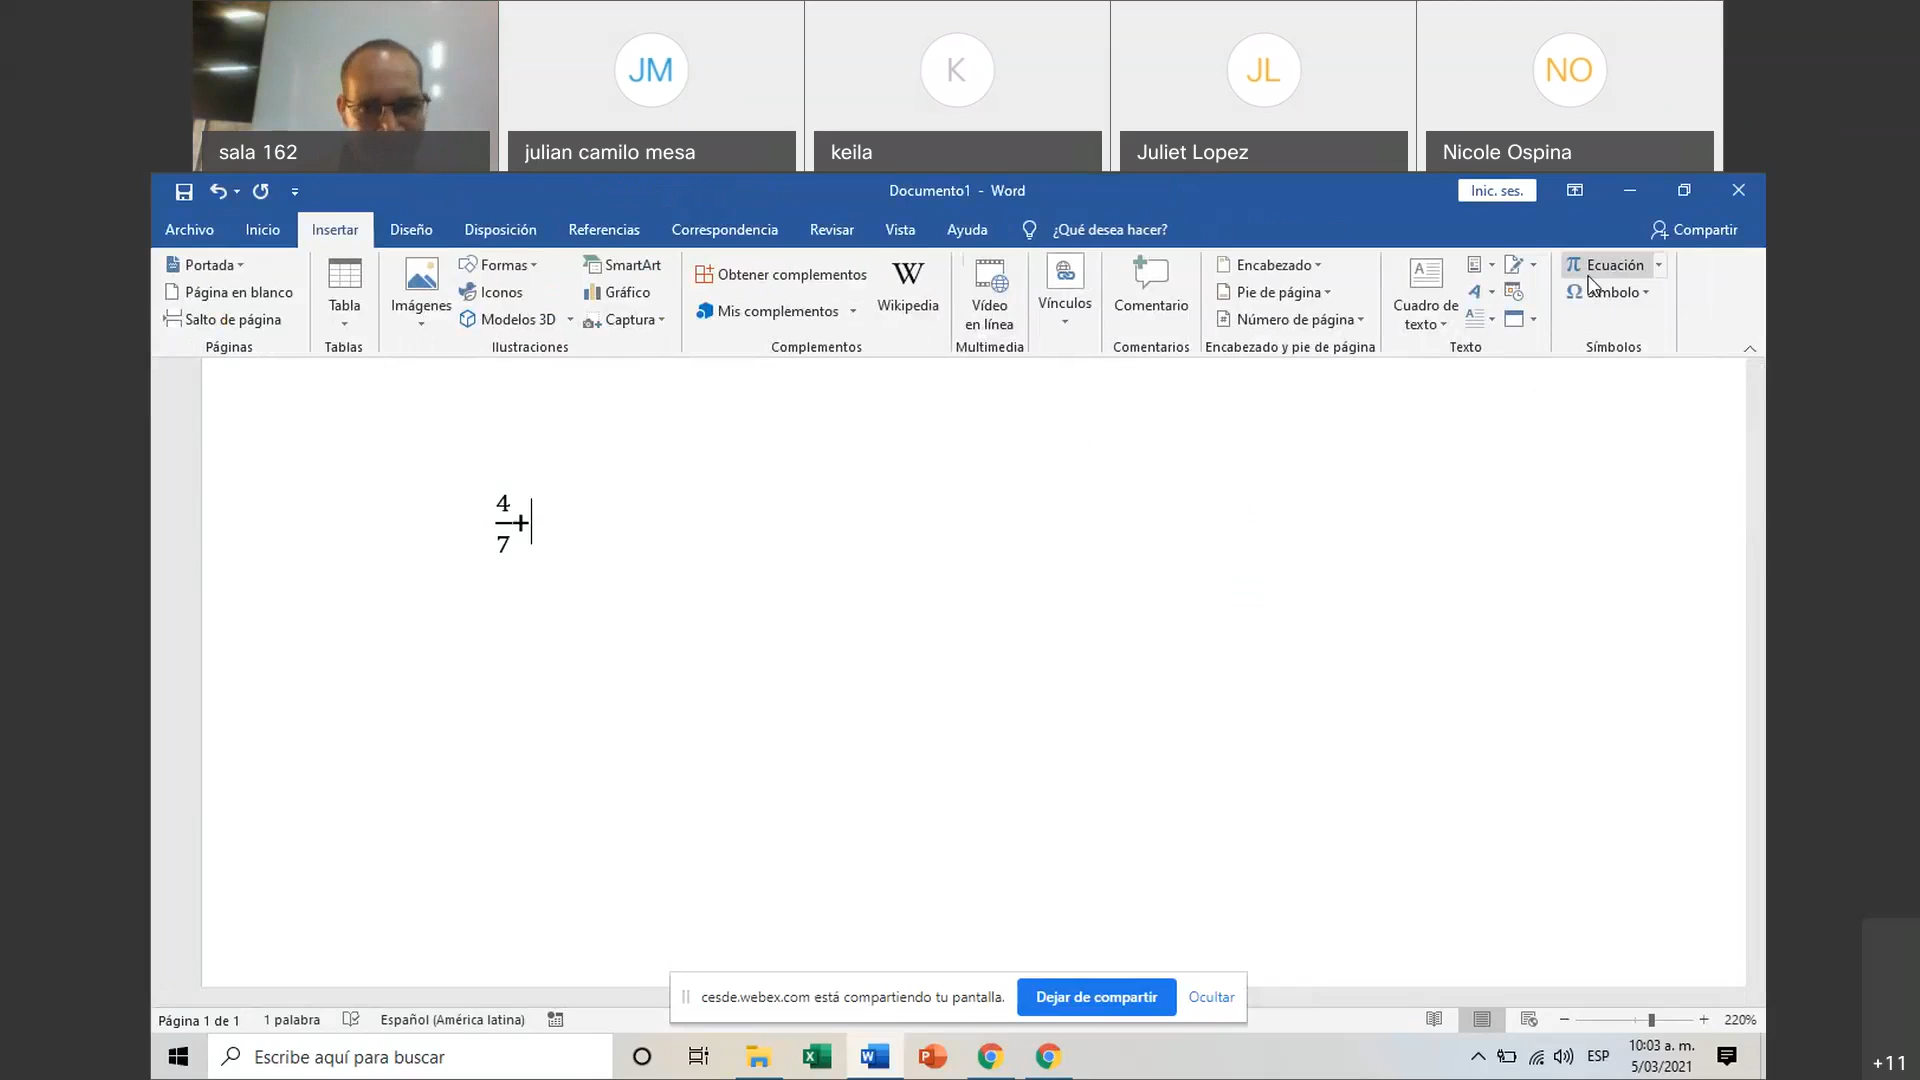 JM
K
JL
NO
sala 162
julian camilo mesa
keila
Juliet Lopez
Nicole Ospina
Documento1 - Word
Inic. ses.
Archivo
Inicio
Insertar
Diseño
Disposición
Referencias
Correspondencia
Revisar
Vista
Ayuda
¿Qué desea hacer?
Compartir
Portada
Página en blanco
Salto de página
Páginas
Tabla
Tablas
Imágenes
Formas
Iconos
Modelos 3D
SmartArt
Gráfico
Captura
Ilustraciones
Obtener complementos
Mis complementos
W
Wikipedia
Complementos
Vídeo
en línea
Multimedia
Vínculos
Comentario
Comentarios
Encabezado
Pie de página
Número de página
Encabezado y pie de página
Cuadro de
texto
Texto
π Ecuación
Ω Símbolo
Símbolos
4
—+
7
cesde.webex.com está compartiendo tu pantalla.
Dejar de compartir
Ocultar
Página 1 de 1
1 palabra
Español (América latina)
220%
Escribe aquí para buscar
ESP
10:03 a. m.
5/03/2021
+11